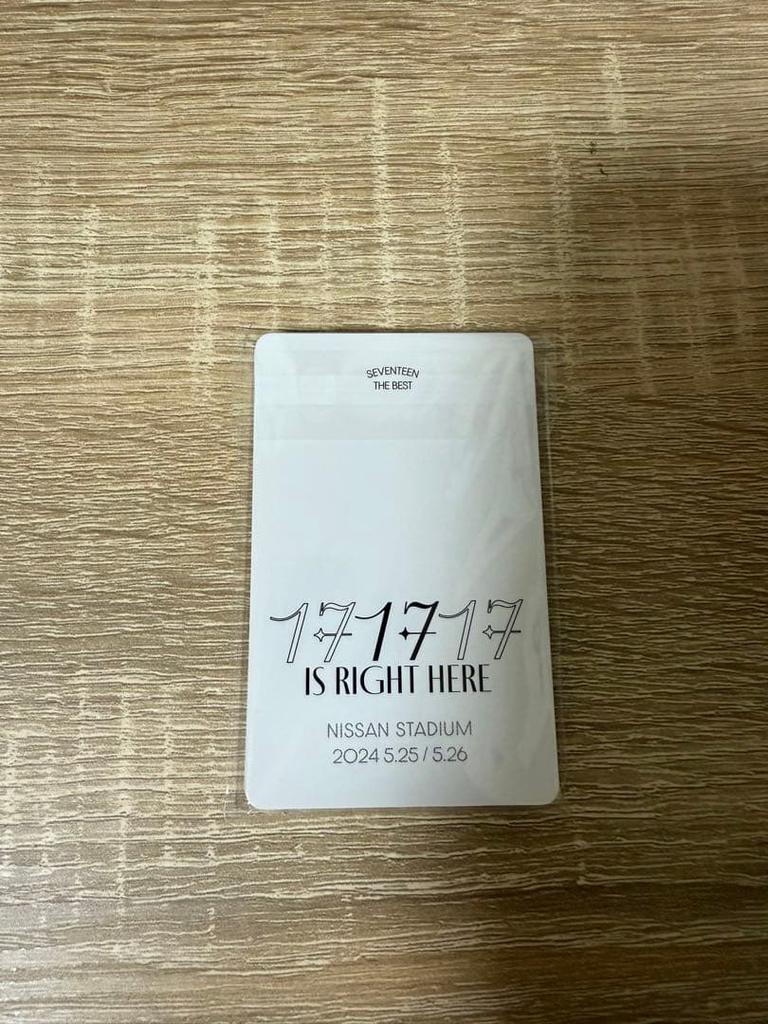 SEVENTEEN
THE BEST
171717
IS RIGHT HERE
NISSAN STADIUM
2024 5.25 / 5.26